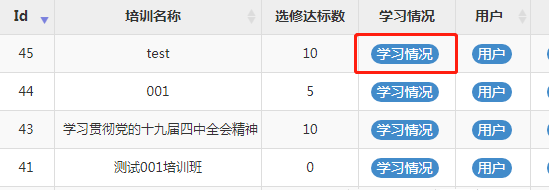 Id 培训名称 选修达标数 学习情况 用户
45 test 10 学习情况 用户
44 001 5 学习情况 用户
43 学习贯彻党的十九届四中全会精神 10 学习情况 用户
41 测试001培训班 0 学习情况 用户